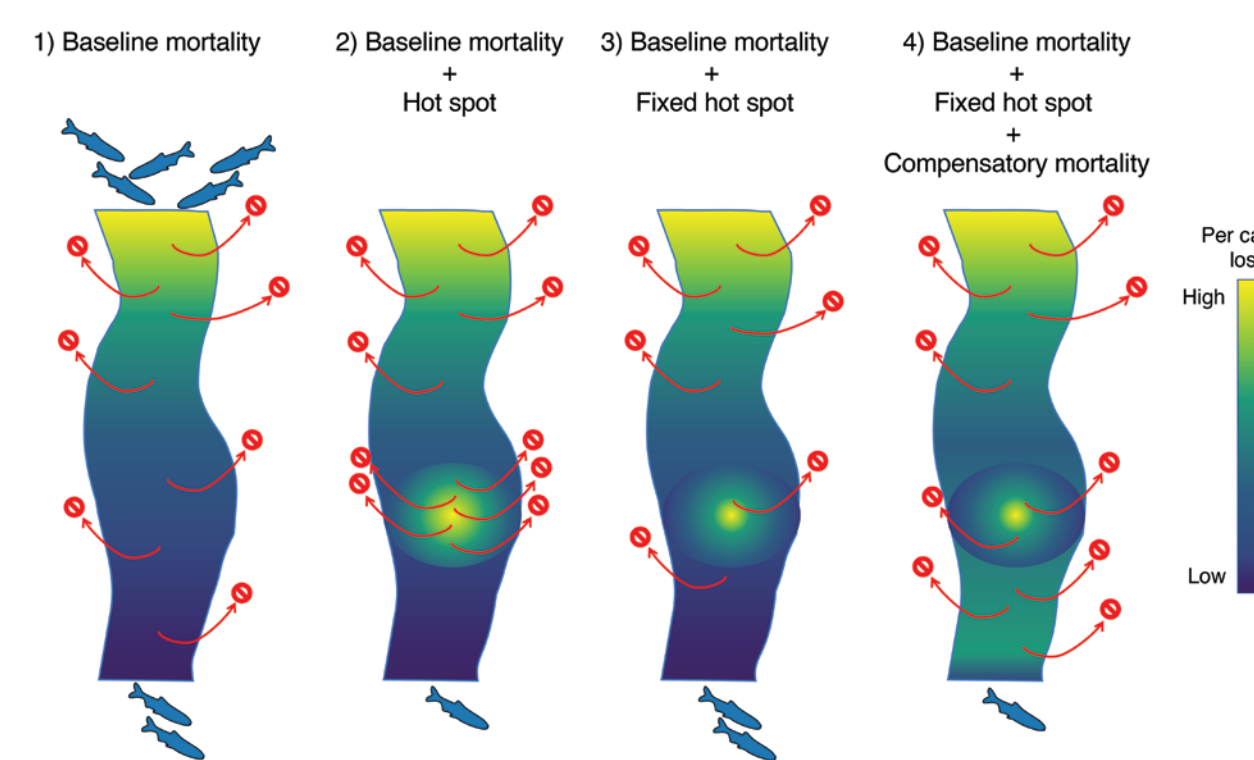 1) Baseline mortality
2) Baseline mortality
+
Hot spot
3) Baseline mortality
+
Fixed hot spot
4) Baseline mortality
+
Fixed hot spot
+
Compensatory mortality
Per
High
Low